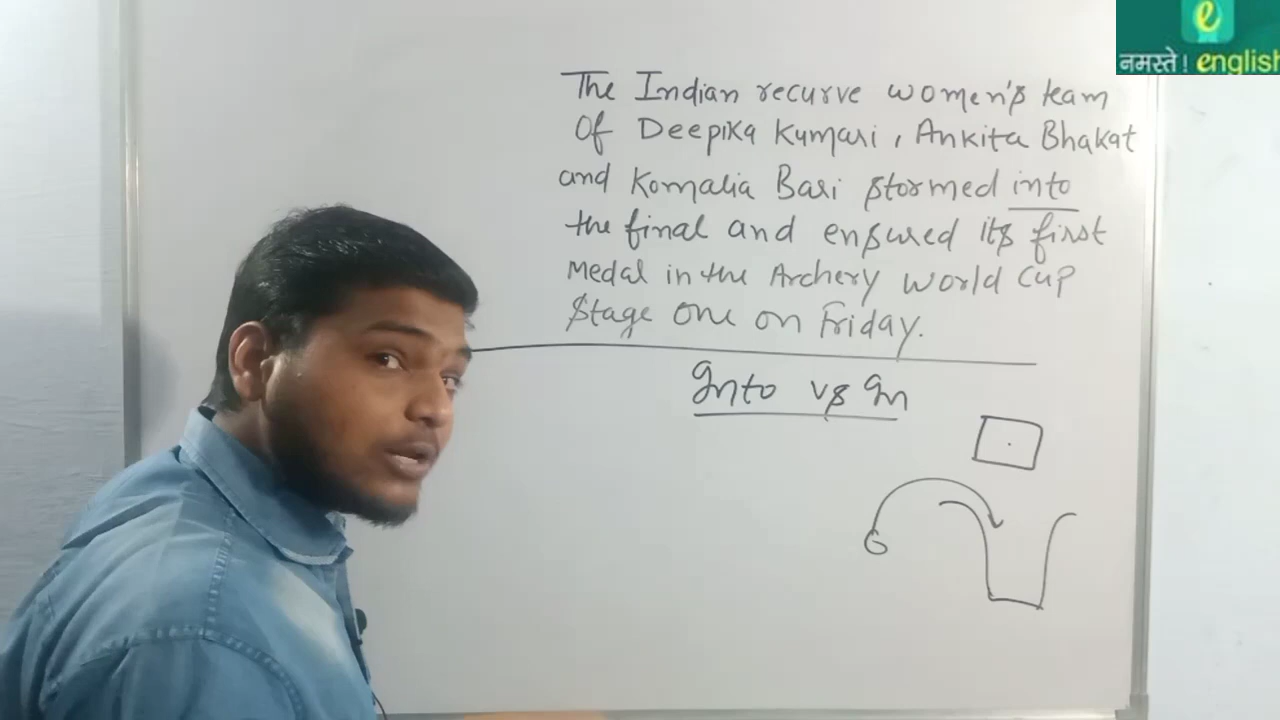 e
नमस्ते! english
The Indian recurve women's team
Of Deepika Kumari, Ankita Bhakat
and Komalia Bari stormed into
the final and ensured its first
Medal in the Archery World Cup
Stage One on Friday.
Into vs In